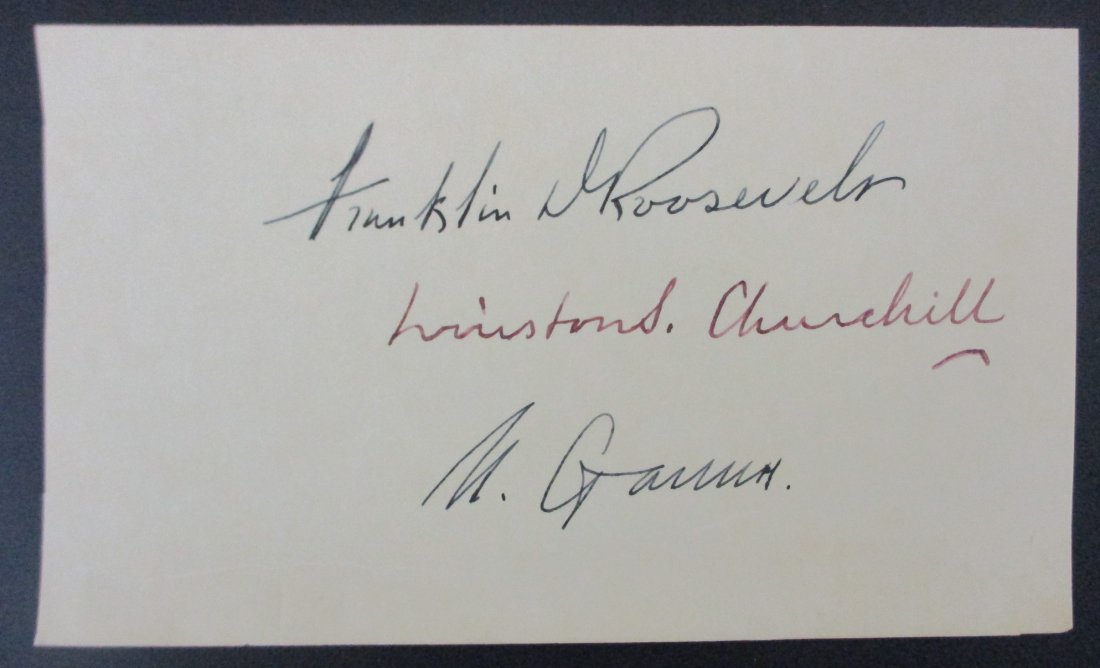 Franklin D Roosevelt
Winston S. Churchill
И. Сталин.